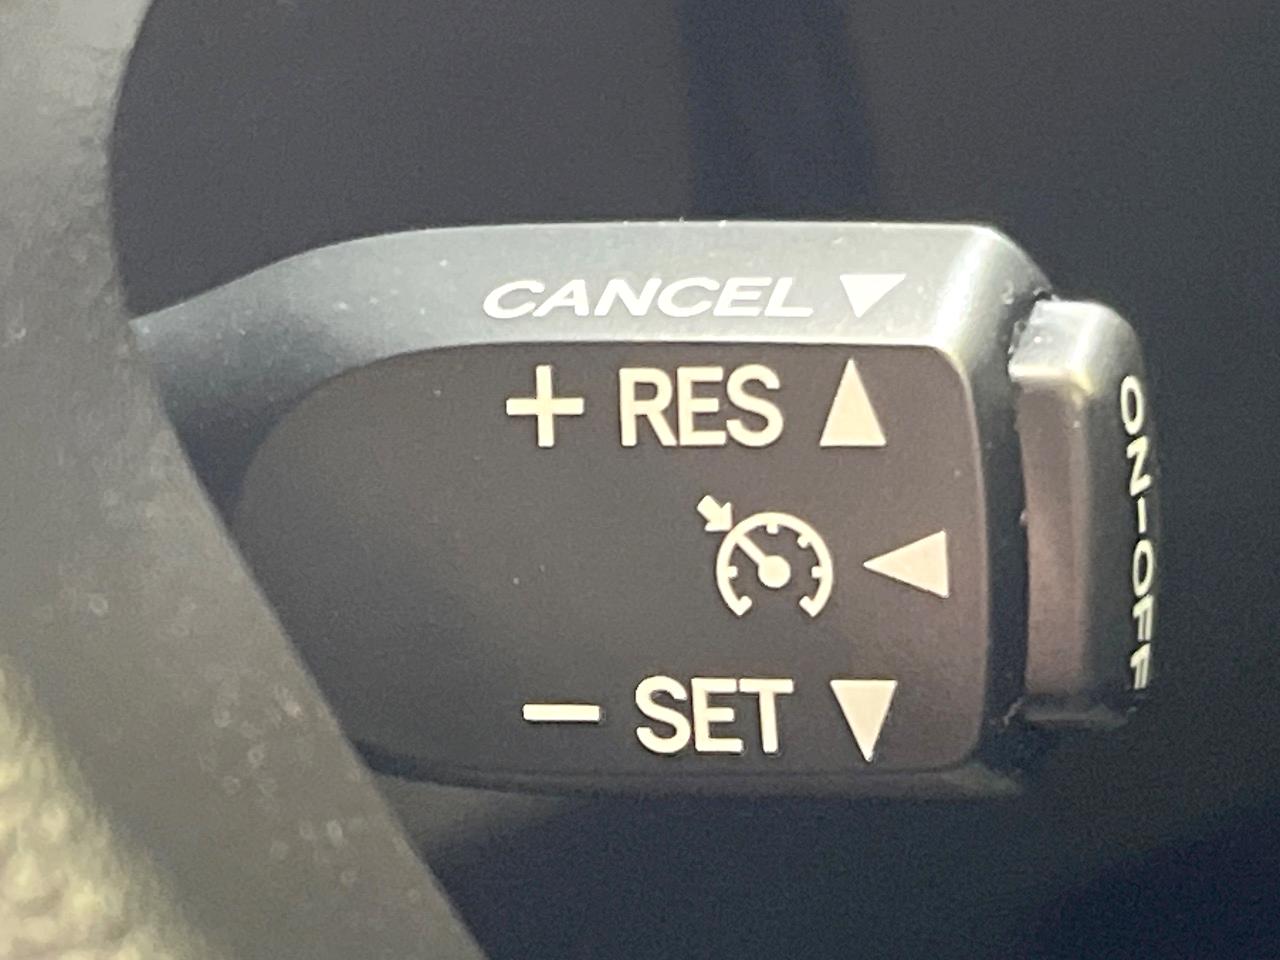 CANCEL ▼
+ RES ▲
◀
− SET ▼
ON-OFF